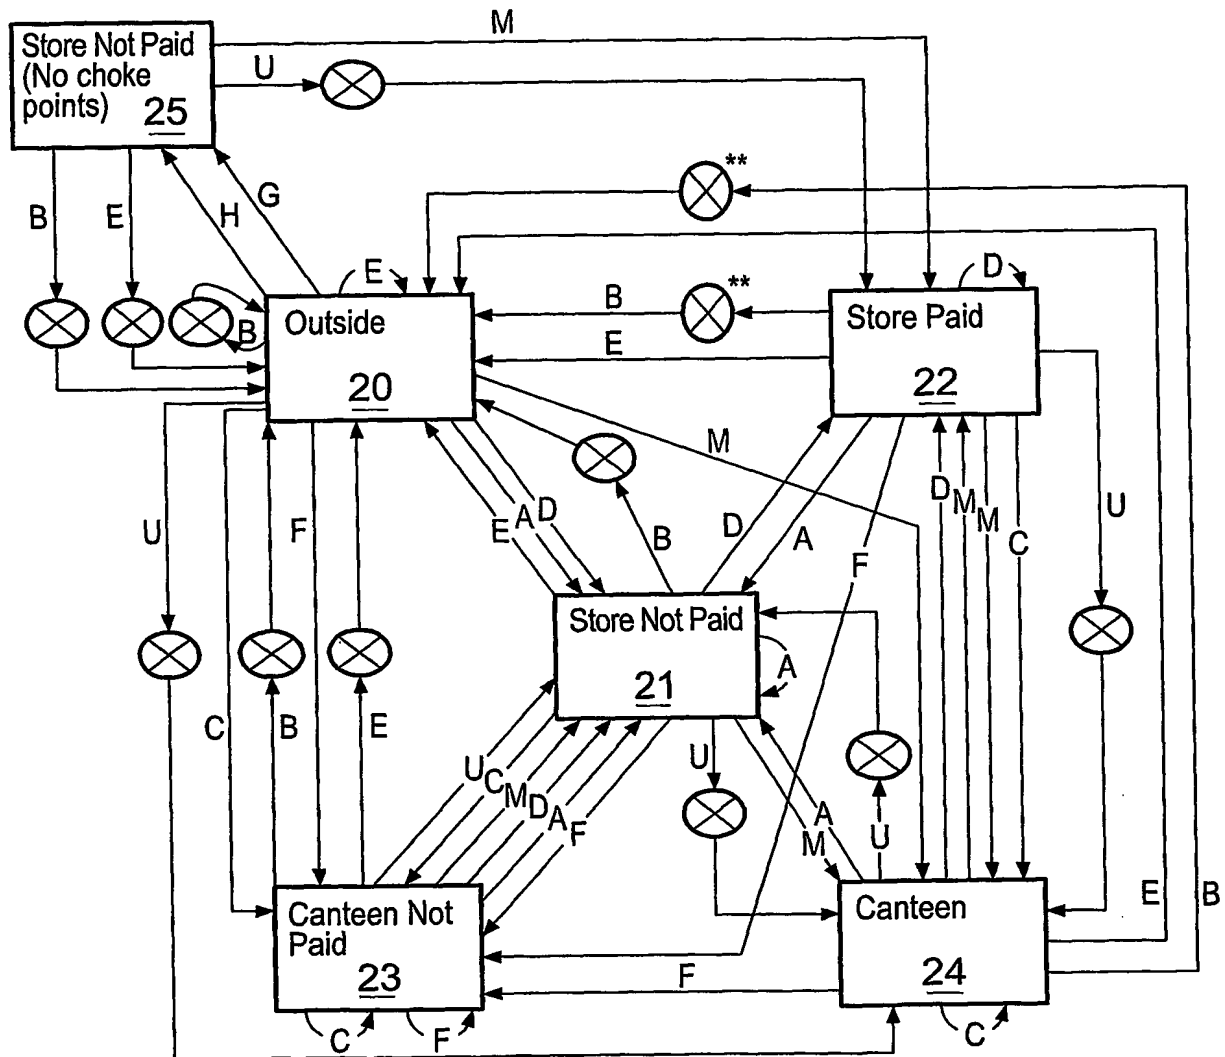 M
Store Not Paid
(No choke
points) 25
U
**
B
E
H
G
E
D
B
**
B
Outside
20
E
Store Paid
22
M
U
F
E
A
D
B
D
A
F
D
M
M
C
U
Store Not Paid
21
A
C
B
E
U
C
M
D
A
F
U
A
M
U
E
B
Canteen Not
Paid
23
Canteen
24
F
C
F
C